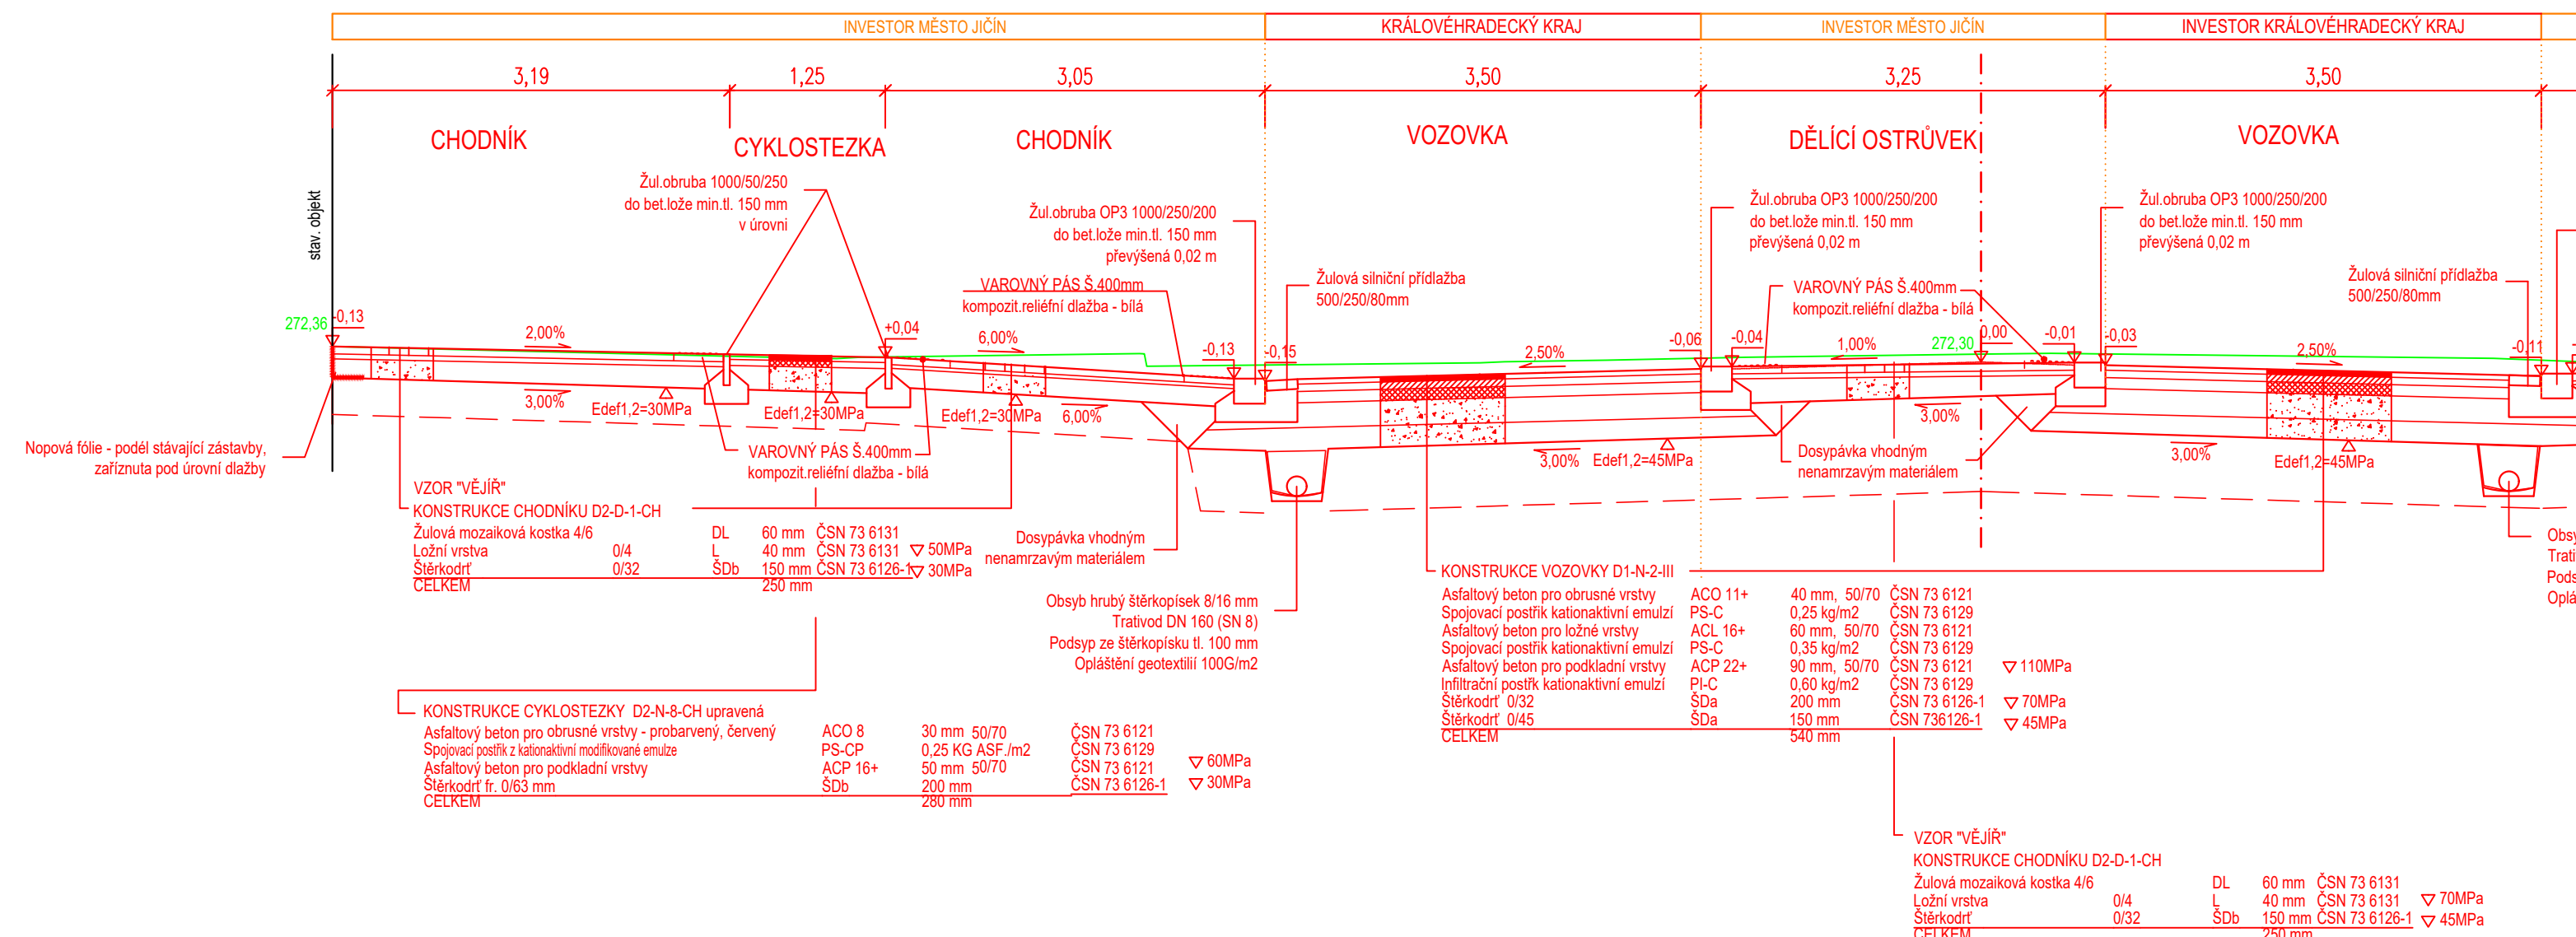 INVESTOR MĚSTO JIČÍN
KRÁLOVÉHRADECKÝ KRAJ
INVESTOR MĚSTO JIČÍN
INVESTOR KRÁLOVÉHRADECKÝ KRAJ
3,19
1,25
3,05
3,50
3,25
3,50
CHODNÍK
CYKLOSTEZKA
CHODNÍK
VOZOVKA
DĚLÍCÍ OSTRŮVEK
VOZOVKA
stav. objekt
Žul.obruba 1000/50/250
do bet.lože min.tl. 150 mm
v úrovni
Žul.obruba OP3 1000/250/200
do bet.lože min.tl. 150 mm
převýšená 0,02 m
Žul.obruba OP3 1000/250/200
do bet.lože min.tl. 150 mm
převýšená 0,02 m
Žul.obruba OP3 1000/250/200
do bet.lože min.tl. 150 mm
převýšená 0,02 m
VAROVNÝ PÁS Š.400mm
kompozit.reliéfní dlažba - bílá
Žulová silniční přídlažba
500/250/80mm
VAROVNÝ PÁS Š.400mm
kompozit.reliéfní dlažba - bílá
Žulová silniční přídlažba
500/250/80mm
272,36
-0,13
2,00%
+0,04
6,00%
-0,13
-0,15
2,50%
-0,06
-0,04
1,00%
272,30
0,00
-0,01
-0,03
2,50%
-0,11
3,00%
Edef1,2=30MPa
Edef1,2=30MPa
Edef1,2=30MPa
6,00%
3,00%
Edef1,2=45MPa
3,00%
3,00%
Edef1,2=45MPa
Nopová fólie - podél stávající zástavby,
zaříznuta pod úrovní dlažby
VAROVNÝ PÁS Š.400mm
kompozit.reliéfní dlažba - bílá
Dosypávka vhodným
nenamrzavým materiálem
VZOR "VĚJÍŘ"
KONSTRUKCE CHODNÍKU D2-D-1-CH
Žulová mozaiková kostka 4/6 DL 60 mm ČSN 73 6131
Ložní vrstva 0/4 L 40 mm ČSN 73 6131 50MPa
Štěrkodrť 0/32 ŠDb 150 mm ČSN 73 6126-1 30MPa
CELKEM 250 mm
Dosypávka vhodným
nenamrzavým materiálem
Obsyb hrubý štěrkopísek 8/16 mm
Trativod DN 160 (SN 8)
Podsyp ze štěrkopísku tl. 100 mm
Opláštění geotextilií 100G/m2
KONSTRUKCE VOZOVKY D1-N-2-III
Asfaltový beton pro obrusné vrstvy ACO 11+ 40 mm, 50/70 ČSN 73 6121
Spojovací postřik kationaktivní emulzí PS-C 0,25 kg/m2 ČSN 73 6129
Asfaltový beton pro ložné vrstvy ACL 16+ 60 mm, 50/70 ČSN 73 6121
Spojovací postřik kationaktivní emulzí PS-C 0,35 kg/m2 ČSN 73 6129
Asfaltový beton pro podkladní vrstvy ACP 22+ 90 mm, 50/70 ČSN 73 6121 110MPa
Infiltrační postřk kationaktivní emulzí PI-C 0,60 kg/m2 ČSN 73 6129
Štěrkodrť 0/32 ŠDa 200 mm ČSN 73 6126-1 70MPa
Štěrkodrť 0/45 ŠDa 150 mm ČSN 736126-1 45MPa
CELKEM 540 mm
Obsy
Trati
Pods
Oplá
KONSTRUKCE CYKLOSTEZKY D2-N-8-CH upravená
Asfaltový beton pro obrusné vrstvy - probarvený, červený ACO 8 30 mm 50/70 ČSN 73 6121
Spojovací postřik z kationaktivní modifikované emulze PS-CP 0,25 KG ASF./m2 ČSN 73 6129
Asfaltový beton pro podkladní vrstvy ACP 16+ 50 mm 50/70 ČSN 73 6121 60MPa
Štěrkodrť fr. 0/63 mm ŠDb 200 mm ČSN 73 6126-1 30MPa
CELKEM 280 mm
VZOR "VĚJÍŘ"
KONSTRUKCE CHODNÍKU D2-D-1-CH
Žulová mozaiková kostka 4/6 DL 60 mm ČSN 73 6131
Ložní vrstva 0/4 L 40 mm ČSN 73 6131 70MPa
Štěrkodrť 0/32 ŠDb 150 mm ČSN 73 6126-1 45MPa
CELKEM 250 mm